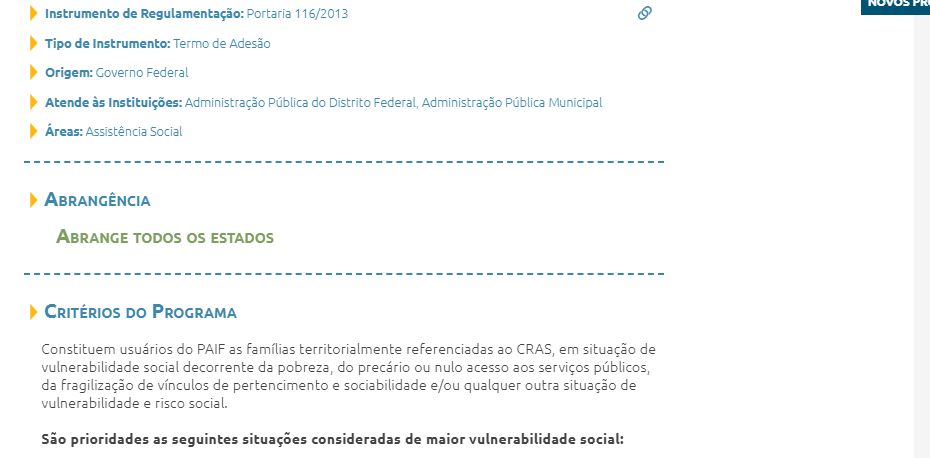 NOVOS
Instrumento de Regulamentação: Portaria 116/2013
Tipo de Instrumento: Termo de Adesão
Origem: Governo Federal
Atende às Instituições: Administração Pública do Distrito Federal, Administração Pública Municipal
Áreas: Assistência Social
Abrangência
Abrange todos os estados
Critérios do Programa
Constituem usuários do PAIF as famílias territorialmente referenciadas ao CRAS, em situação de
vulnerabilidade social decorrente da pobreza, do precário ou nulo acesso aos serviços públicos,
da fragilização de vínculos de pertencimento e sociabilidade e/ou qualquer outra situação de
vulnerabilidade e risco social.
São prioridades as seguintes situações consideradas de maior vulnerabilidade social: